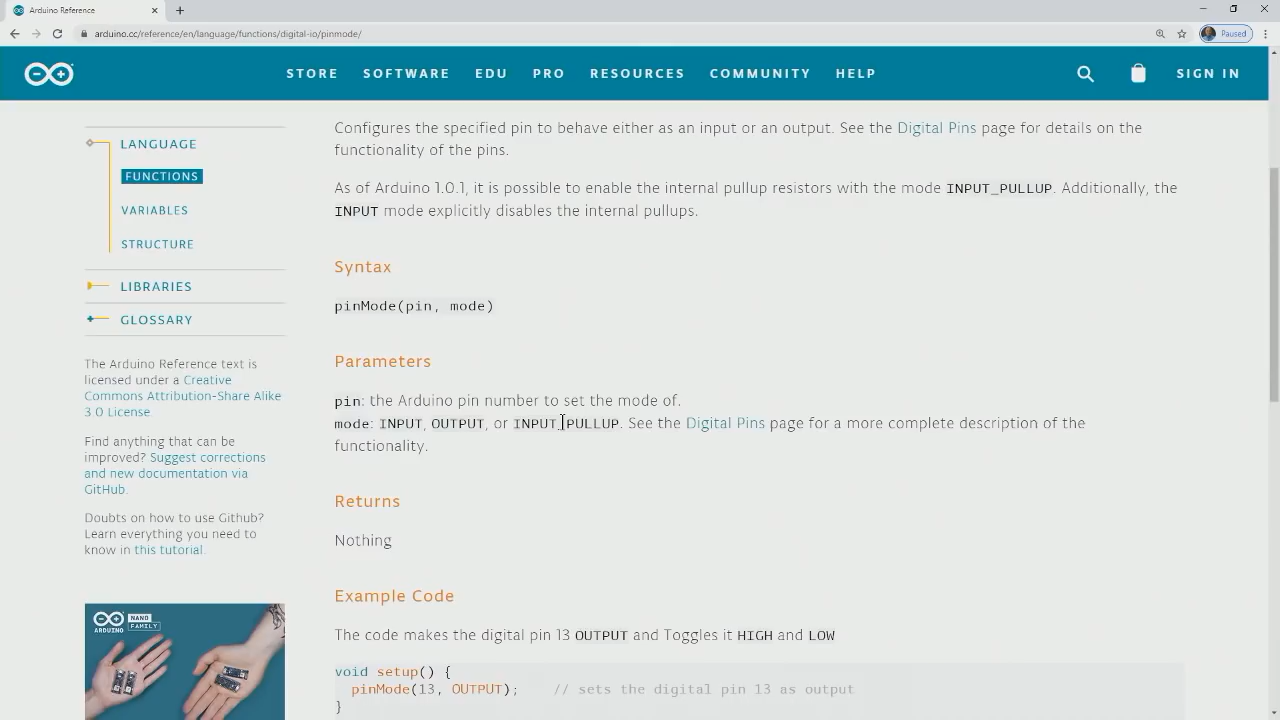 Arduino Reference
arduino.cc/reference/en/language/functions/digital-io/pinmode/
Paused
STORE SOFTWARE EDU PRO RESOURCES COMMUNITY HELP SIGN IN
LANGUAGE
FUNCTIONS
VARIABLES
STRUCTURE
LIBRARIES
GLOSSARY
The Arduino Reference text is
licensed under a Creative
Commons Attribution-Share Alike
3.0 License.
Find anything that can be
improved? Suggest corrections
and new documentation via
GitHub.
Doubts on how to use Github?
Learn everything you need to
know in this tutorial.
ARDUINO
NANO
FAMILY
Configures the specified pin to behave either as an input or an output. See the Digital Pins page for details on the
functionality of the pins.
As of Arduino 1.0.1, it is possible to enable the internal pullup resistors with the mode INPUT_PULLUP. Additionally, the
INPUT mode explicitly disables the internal pullups.
Syntax
pinMode(pin, mode)
Parameters
pin: the Arduino pin number to set the mode of.
mode: INPUT, OUTPUT, or INPUT_PULLUP. See the Digital Pins page for a more complete description of the
functionality.
Returns
Nothing
Example Code
The code makes the digital pin 13 OUTPUT and Toggles it HIGH and LOW
void setup() {
pinMode(13, OUTPUT); // sets the digital pin 13 as output
}